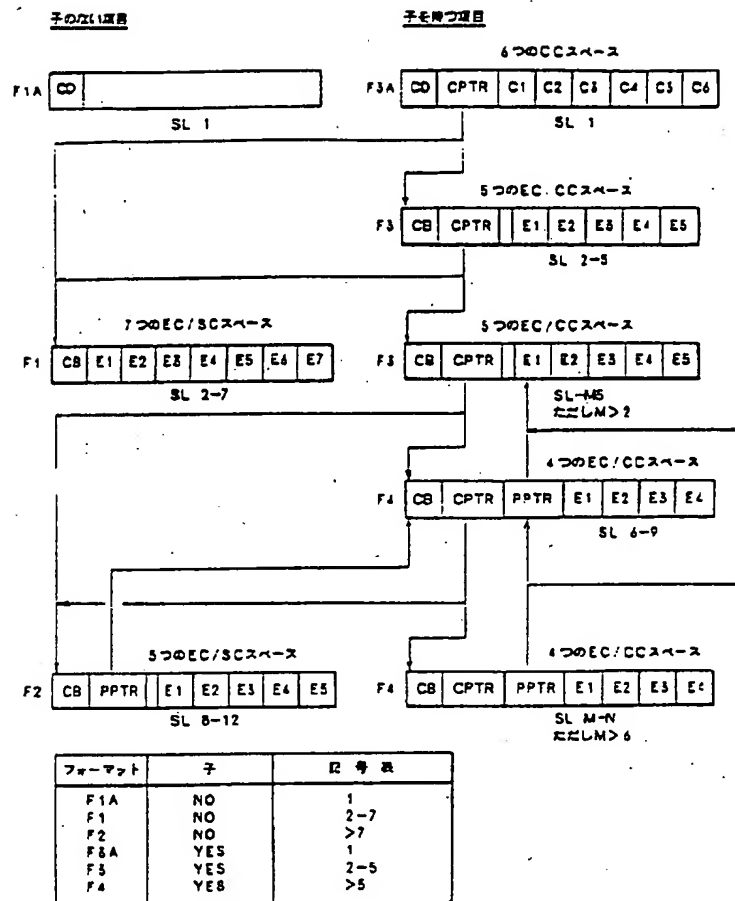 子のない項目 子を持つ項目
6つのCCスペース
F1A CD
F3A CD CPTR C1 C2 C3 C4 C5 C6
SL 1 SL 1
5つのEC.CCスペース
F3 CB CPTR E1 E2 E3 E4 E5
SL 2-5
7つのEC/SCスペース 5つのEC/CCスペース
F1 CB E1 E2 E3 E4 E5 E6 E7
F3 CB CPTR E1 E2 E3 E4 E5
SL 2-7 SL-M5
ただしM>2
4つのEC/CCスペース
F4 CB CPTR PPTR E1 E2 E3 E4
SL 6-9
5つのEC/SCスペース 4つのEC/CCスペース
F2 CB PPTR E1 E2 E3 E4 E5
F4 CB CPTR PPTR E1 E2 E3 E4
SL 8-12 SL M-N
ただしM>6
フォーマット 子 記号表
F1A NO 1
F1 NO 2-7
F2 NO >7
F3A YES 1
F3 YES 2-5
F4 YES >5